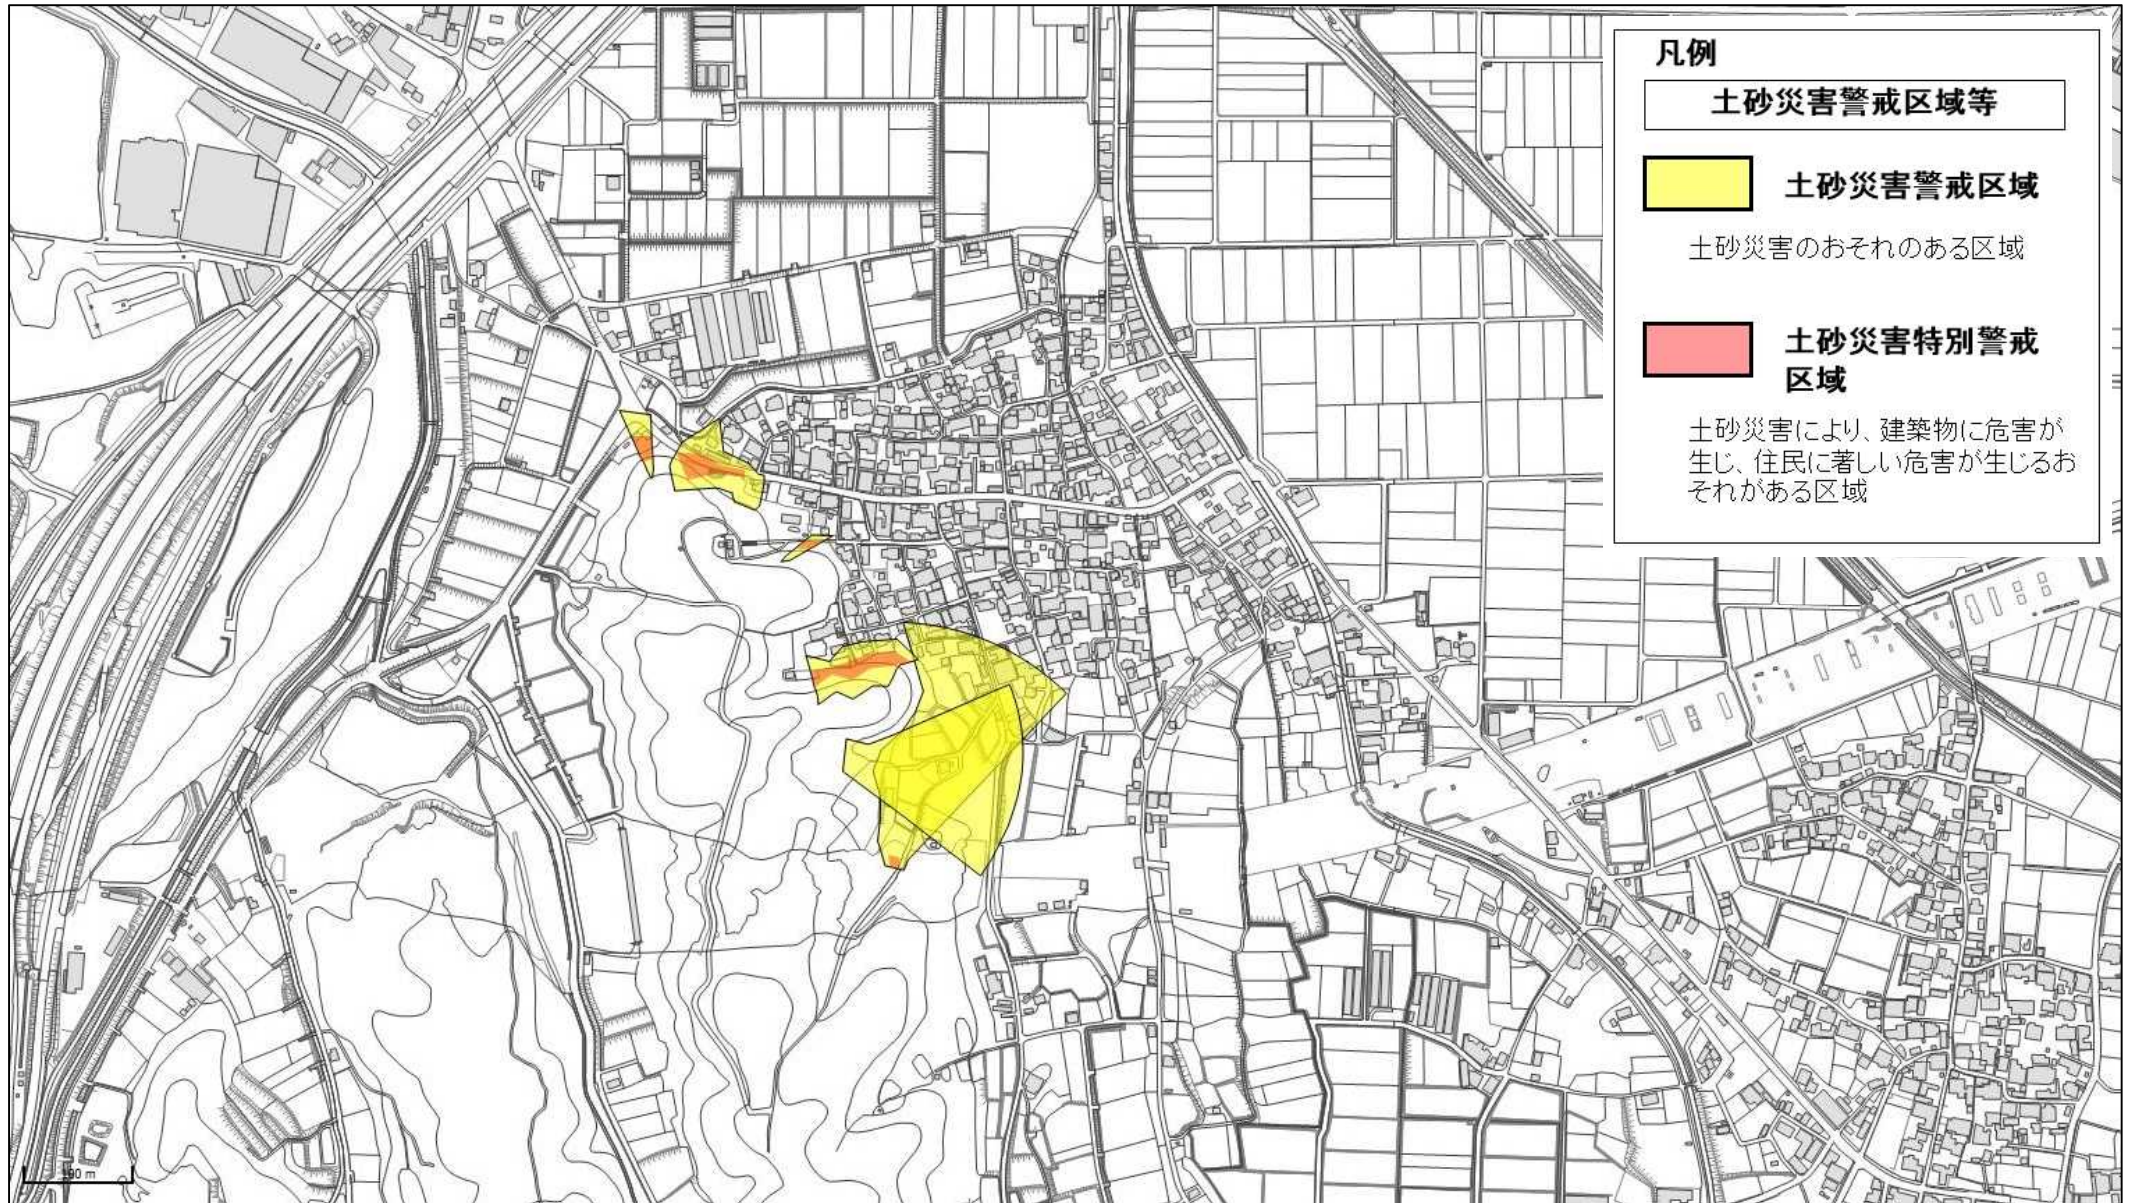 凡例
土砂災害警戒区域等
土砂災害警戒区域
土砂災害のおそれのある区域
土砂災害特別警戒
区域
土砂災害により、建築物に危害が
生じ、住民に著しい危害が生じるお
それがある区域
100 m